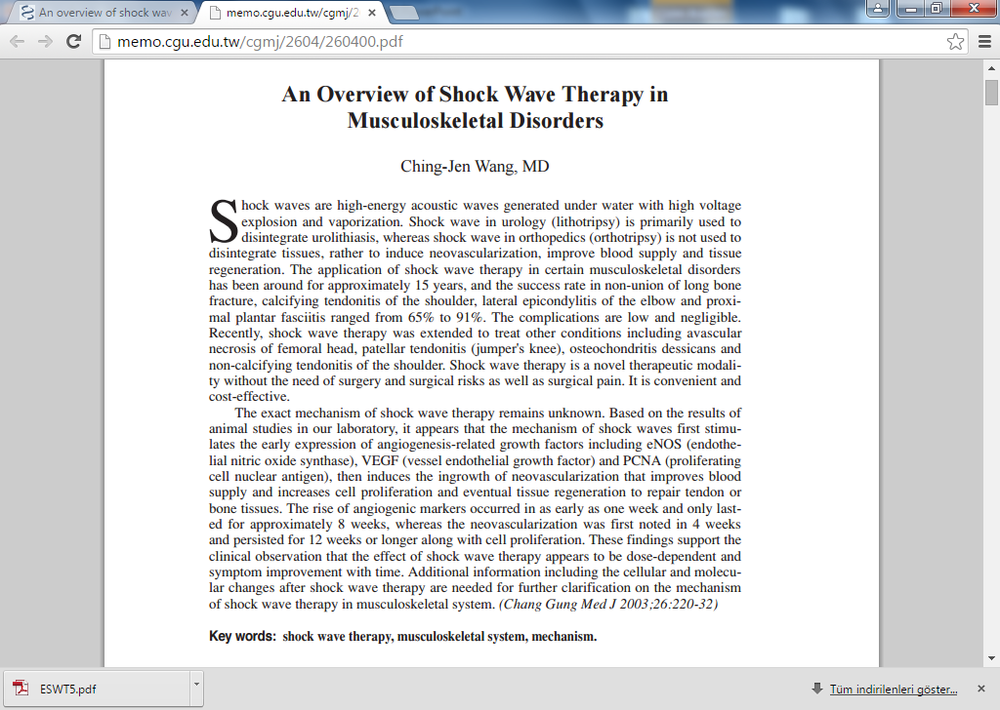 An overview of shock wav
memo.cgu.edu.tw/cgmj/2
memo.cgu.edu.tw/cgmj/2604/260400.pdf
An Overview of Shock Wave Therapy in
Musculoskeletal Disorders
Ching-Jen Wang, MD
Shock waves are high-energy acoustic waves generated under water with high voltage
explosion and vaporization. Shock wave in urology (lithotripsy) is primarily used to
disintegrate urolithiasis, whereas shock wave in orthopedics (orthotripsy) is not used to
disintegrate tissues, rather to induce neovascularization, improve blood supply and tissue
regeneration. The application of shock wave therapy in certain musculoskeletal disorders
has been around for approximately 15 years, and the success rate in non-union of long bone
fracture, calcifying tendonitis of the shoulder, lateral epicondylitis of the elbow and proxi-
mal plantar fasciitis ranged from 65% to 91%. The complications are low and negligible.
Recently, shock wave therapy was extended to treat other conditions including avascular
necrosis of femoral head, patellar tendonitis (jumper's knee), osteochondritis dessicans and
non-calcifying tendonitis of the shoulder. Shock wave therapy is a novel therapeutic modali-
ty without the need of surgery and surgical risks as well as surgical pain. It is convenient and
cost-effective.
The exact mechanism of shock wave therapy remains unknown. Based on the results of
animal studies in our laboratory, it appears that the mechanism of shock waves first stimu-
lates the early expression of angiogenesis-related growth factors including eNOS (endothe-
lial nitric oxide synthase), VEGF (vessel endothelial growth factor) and PCNA (proliferating
cell nuclear antigen), then induces the ingrowth of neovascularization that improves blood
supply and increases cell proliferation and eventual tissue regeneration to repair tendon or
bone tissues. The rise of angiogenic markers occurred in as early as one week and only last-
ed for approximately 8 weeks, whereas the neovascularization was first noted in 4 weeks
and persisted for 12 weeks or longer along with cell proliferation. These findings support the
clinical observation that the effect of shock wave therapy appears to be dose-dependent and
symptom improvement with time. Additional information including the cellular and molecu-
lar changes after shock wave therapy are needed for further clarification on the mechanism
of shock wave therapy in musculoskeletal system. (Chang Gung Med J 2003;26:220-32)
Key words: shock wave therapy, musculoskeletal system, mechanism.
ESWT5.pdf
Tüm indirilenleri göster...